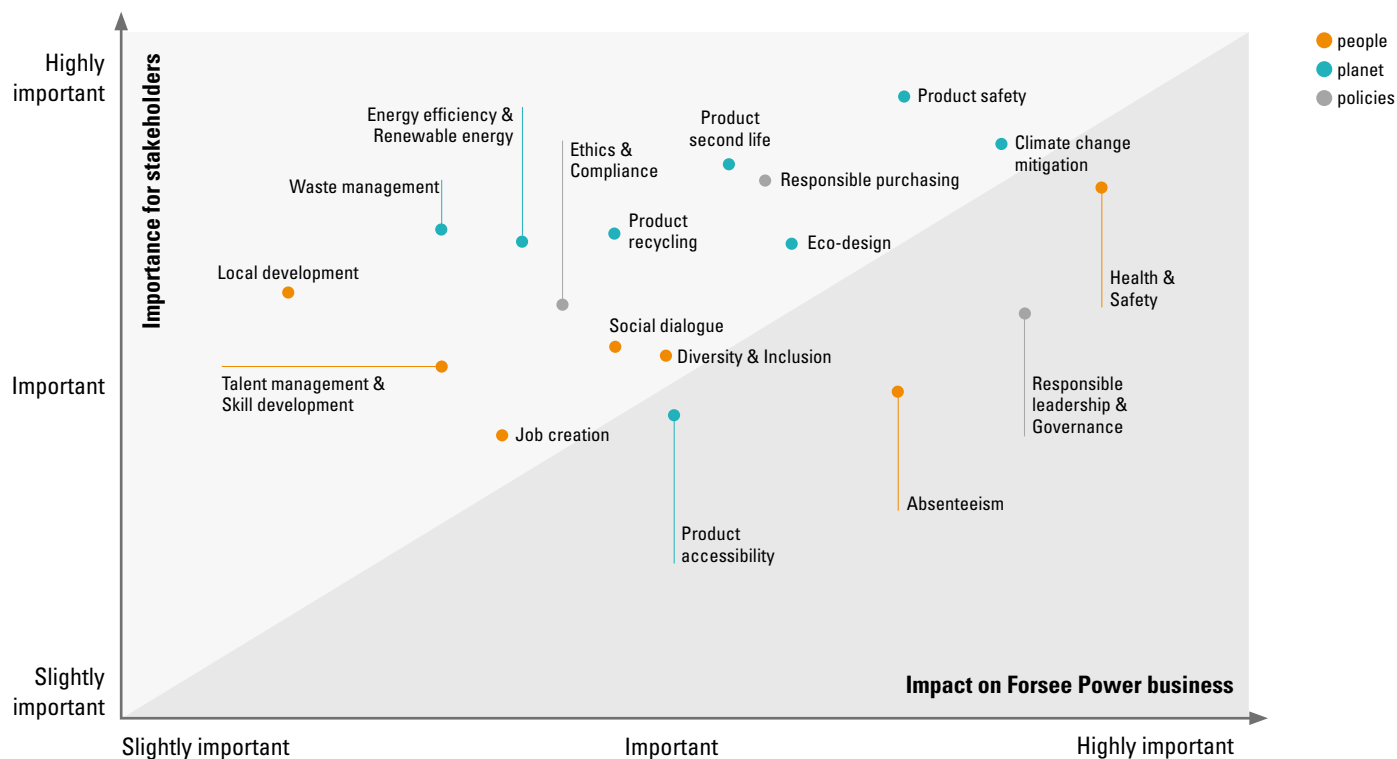 Highly
important
Important
Slightly
important
Importance for stakeholders
people
planet
policies
Product safety
Energy efficiency &
Renewable energy
Product
second life
Ethics &
Compliance
Climate change
mitigation
Waste management
Responsible purchasing
Product
recycling
Eco-design
Local development
Health &
Safety
Social dialogue
Diversity & Inclusion
Talent management &
Skill development
Responsible
leadership &
Governance
Job creation
Absenteeism
Product
accessibility
Impact on Forsee Power business
Slightly important
Important
Highly important